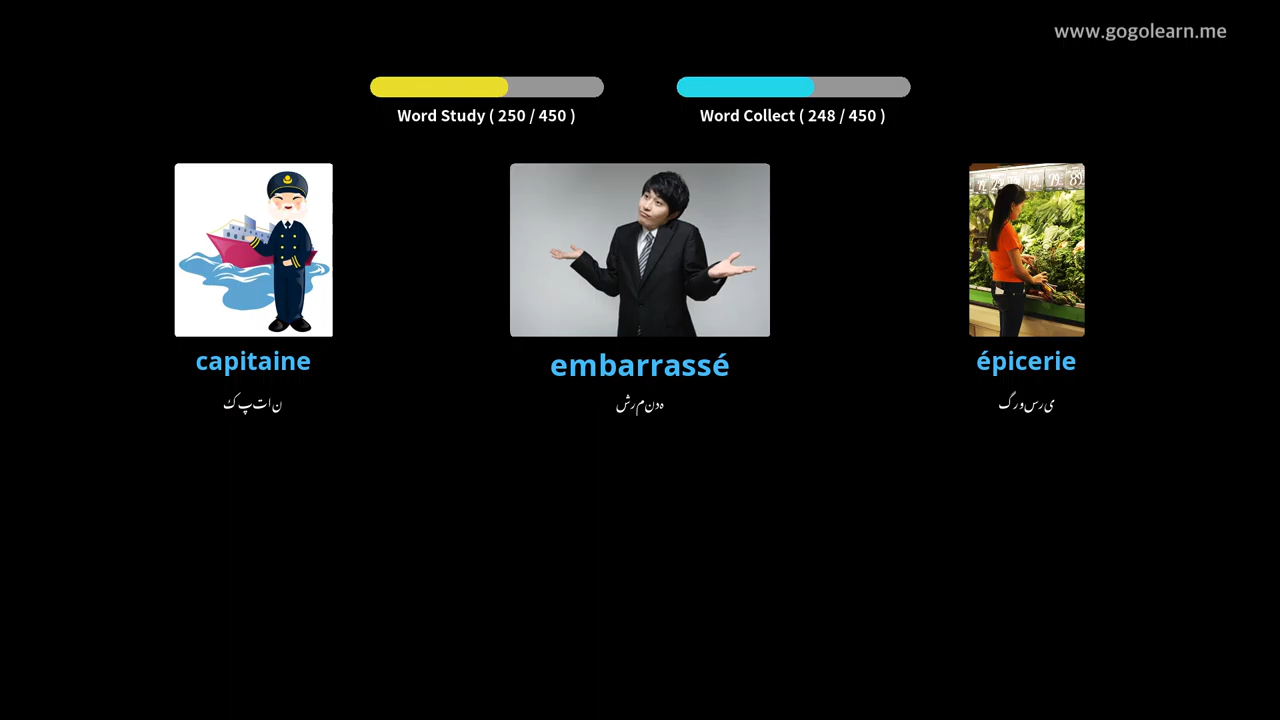 www.gogolearn.me
Word Study ( 250 / 450 )
Word Collect ( 248 / 450 )
capitaine
کپتان
embarrassé
شرمندہ
épicerie
گروسری